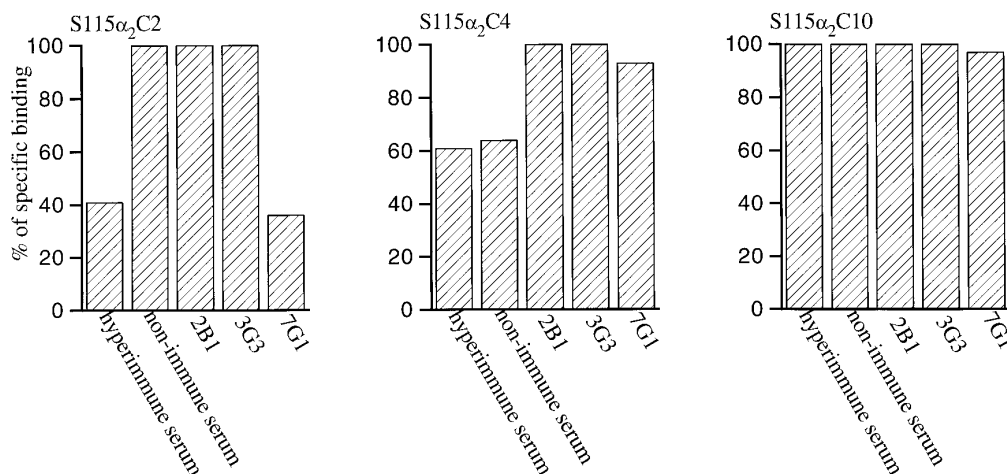 S115α₂C2
% of specific binding
100
80
60
40
20
0
hyperimmune serum
non-immune serum
2B1
3G3
7G1
S115α₂C4
100
80
60
40
20
0
hyperimmune serum
non-immune serum
2B1
3G3
7G1
S115α₂C10
100
80
60
40
20
0
hyperimmune serum
non-immune serum
2B1
3G3
7G1